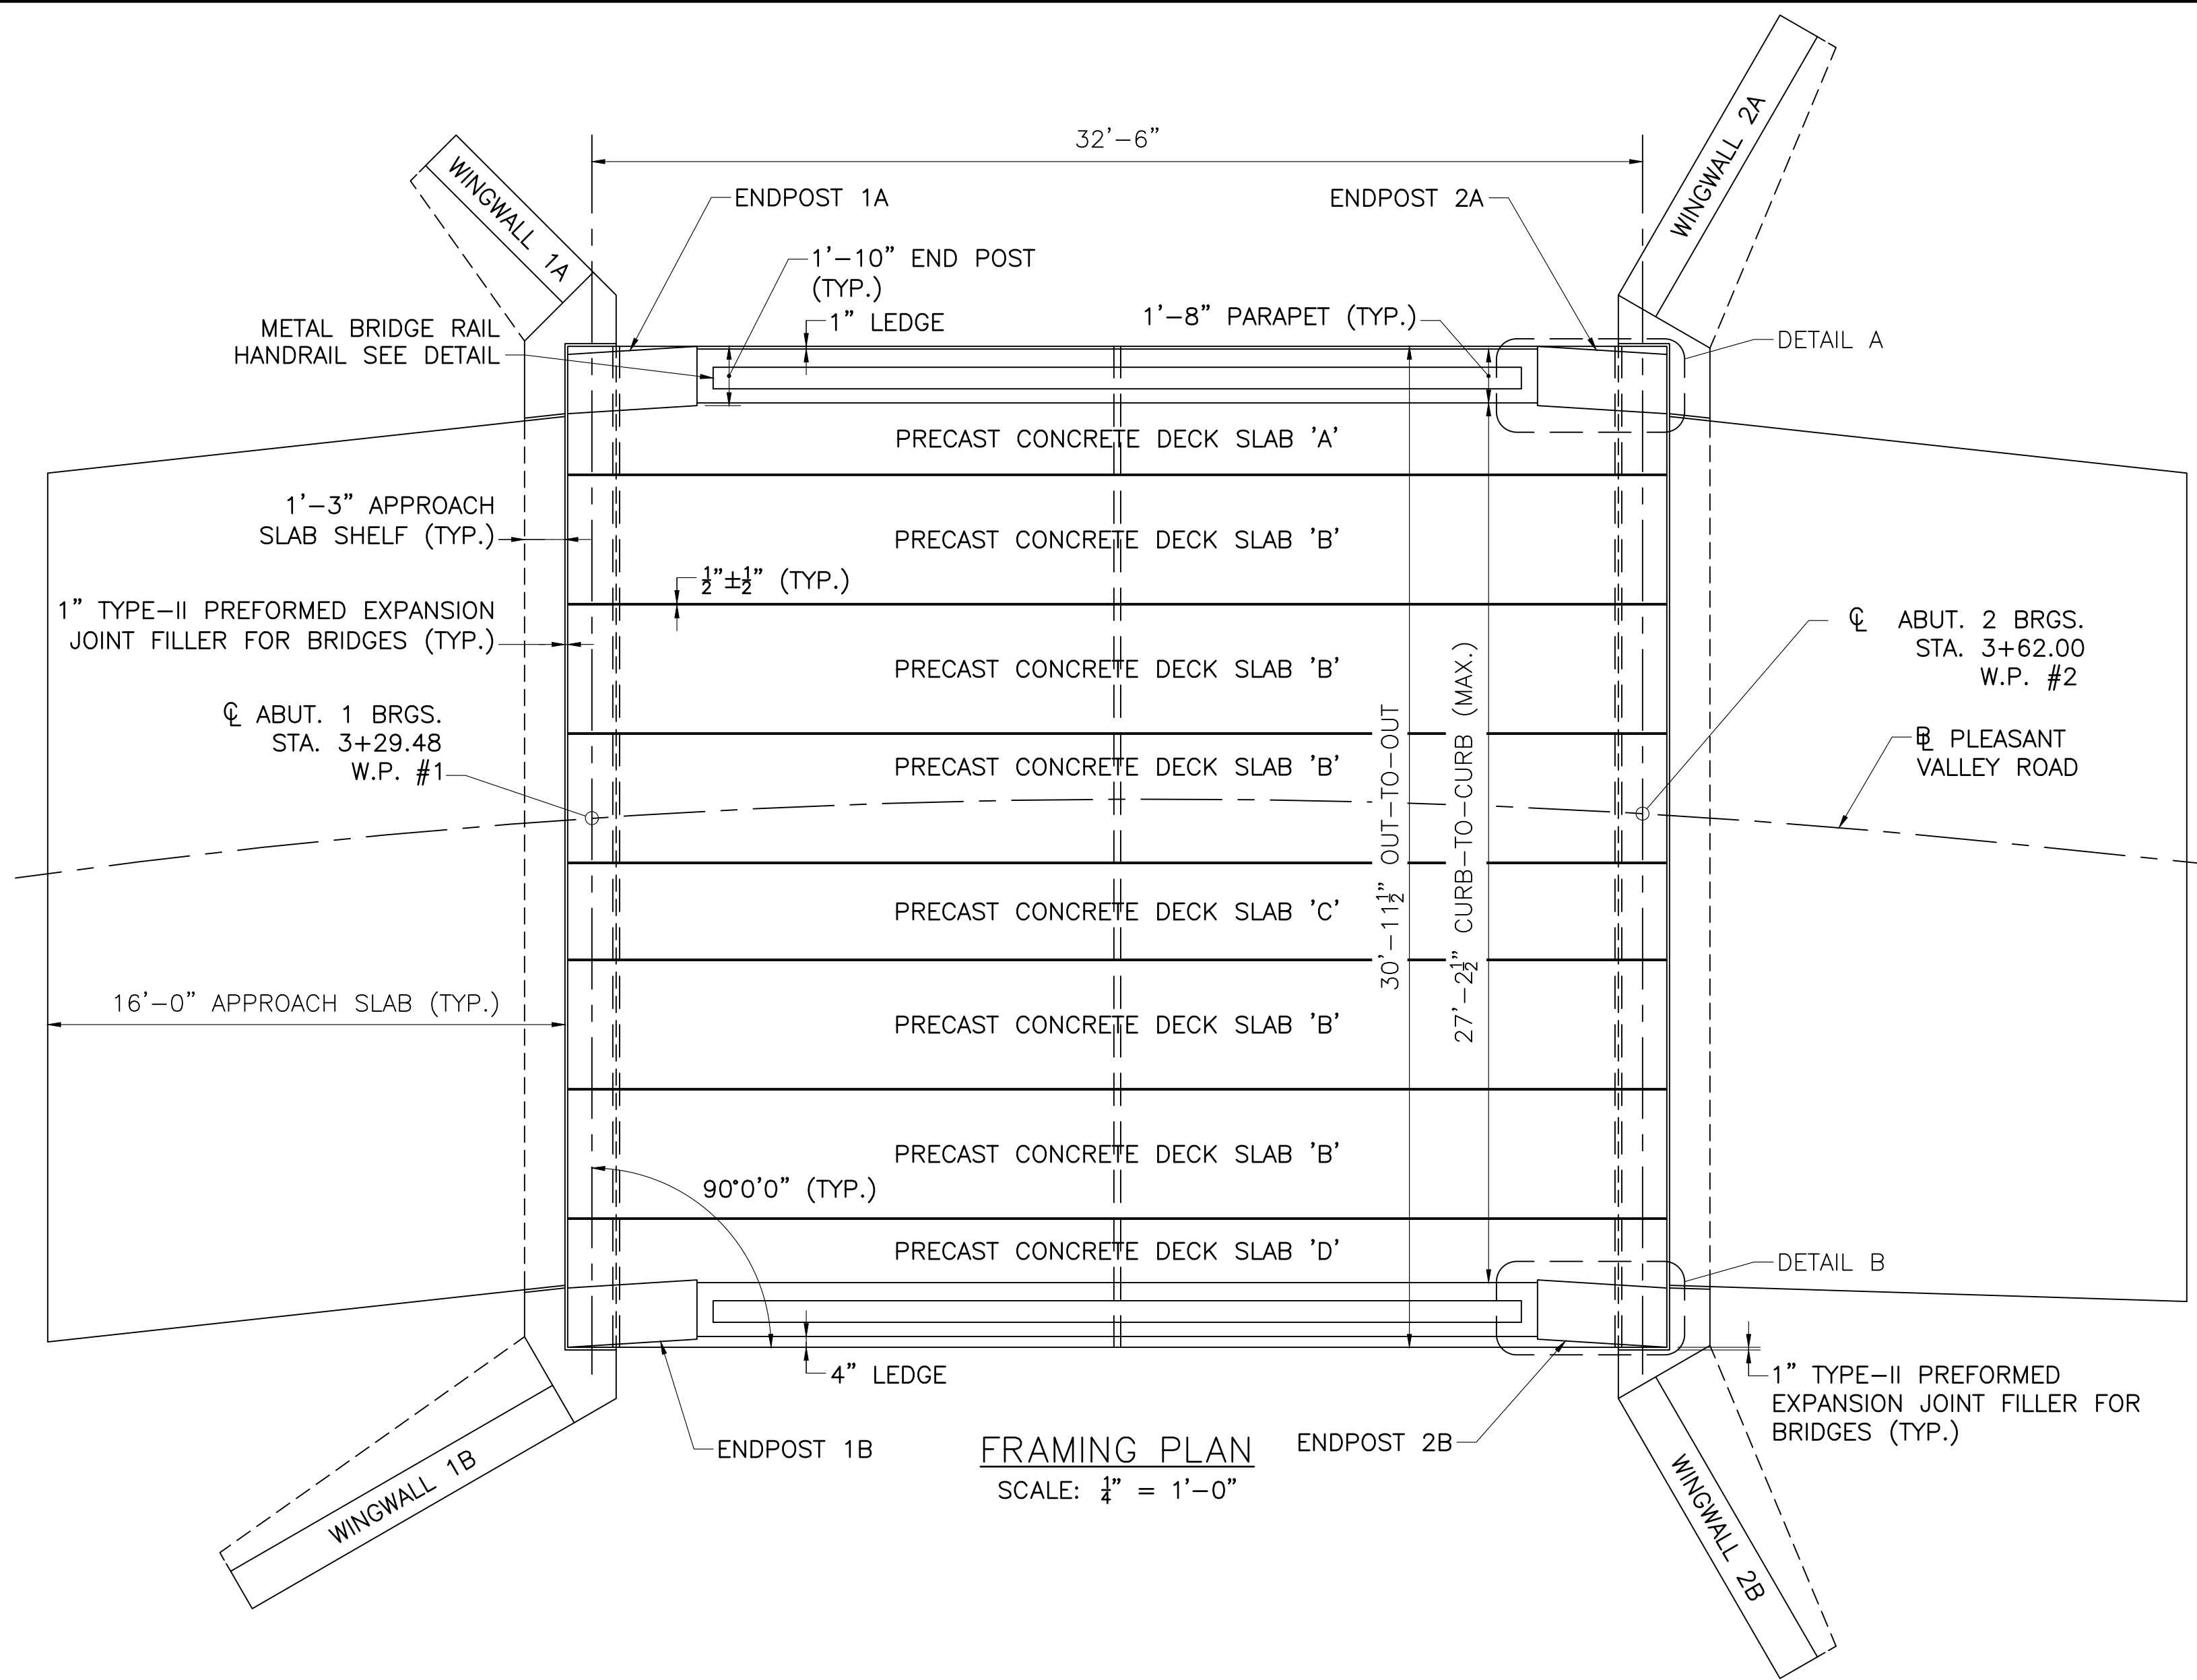 WINGWALL 2A
32'-6"
WINGWALL 1A
ENDPOST 1A
ENDPOST 2A
1'-10" END POST
(TYP.)
1" LEDGE
1'-8" PARAPET (TYP.)
METAL BRIDGE RAIL
HANDRAIL SEE DETAIL
DETAIL A
PRECAST CONCRETE DECK SLAB 'A'
1'-3" APPROACH
SLAB SHELF (TYP.)
PRECAST CONCRETE DECK SLAB 'B'
½"±½" (TYP.)
1" TYPE-II PREFORMED EXPANSION
JOINT FILLER FOR BRIDGES (TYP.)
PRECAST CONCRETE DECK SLAB 'B'
℄ ABUT. 2 BRGS.
STA. 3+62.00
W.P. #2
℄ ABUT. 1 BRGS.
STA. 3+29.48
W.P. #1
PRECAST CONCRETE DECK SLAB 'B'
BL PLEASANT
VALLEY ROAD
30'-11½" OUT-TO-OUT
27'-2½" CURB-TO-CURB (MAX.)
PRECAST CONCRETE DECK SLAB 'C'
16'-0" APPROACH SLAB (TYP.)
PRECAST CONCRETE DECK SLAB 'B'
PRECAST CONCRETE DECK SLAB 'B'
90°0'0" (TYP.)
PRECAST CONCRETE DECK SLAB 'D'
DETAIL B
4" LEDGE
1" TYPE-II PREFORMED
EXPANSION JOINT FILLER FOR
BRIDGES (TYP.)
ENDPOST 1B
ENDPOST 2B
WINGWALL 1B
WINGWALL 2B
FRAMING PLAN
SCALE: ¼" = 1'-0"